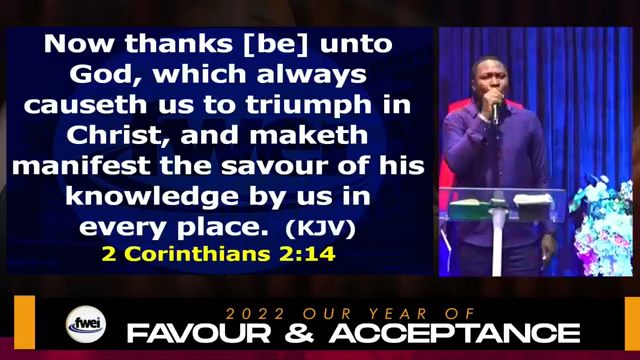 Now thanks [be] unto
God, which always
causeth us to triumph in
Christ, and maketh
manifest the savour of his
knowledge by us in
every place. (KJV)
2 Corinthians 2:14
fwei
2022 OUR YEAR OF
FAVOUR & ACCEPTANCE